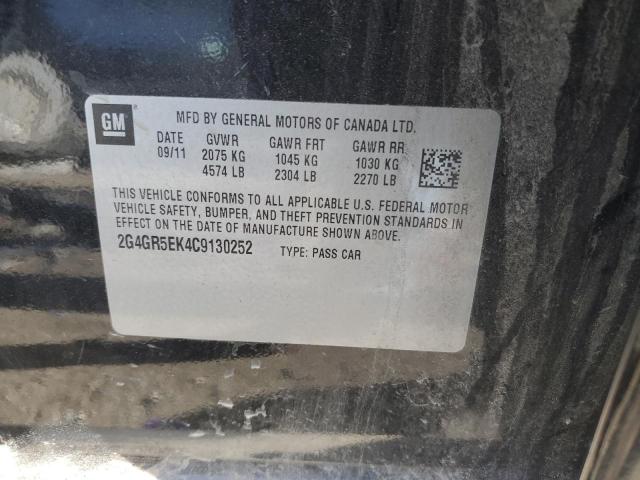 GM
MFD BY GENERAL MOTORS OF CANADA LTD.
DATE GVWR GAWR FRT GAWR RR
09/11 2075 KG 1045 KG 1030 KG
4574 LB 2304 LB 2270 LB
THIS VEHICLE CONFORMS TO ALL APPLICABLE U.S. FEDERAL MOTOR
VEHICLE SAFETY, BUMPER, AND THEFT PREVENTION STANDARDS IN
EFFECT ON THE DATE OF MANUFACTURE SHOWN ABOVE.
2G4GR5EK4C9130252 TYPE: PASS CAR